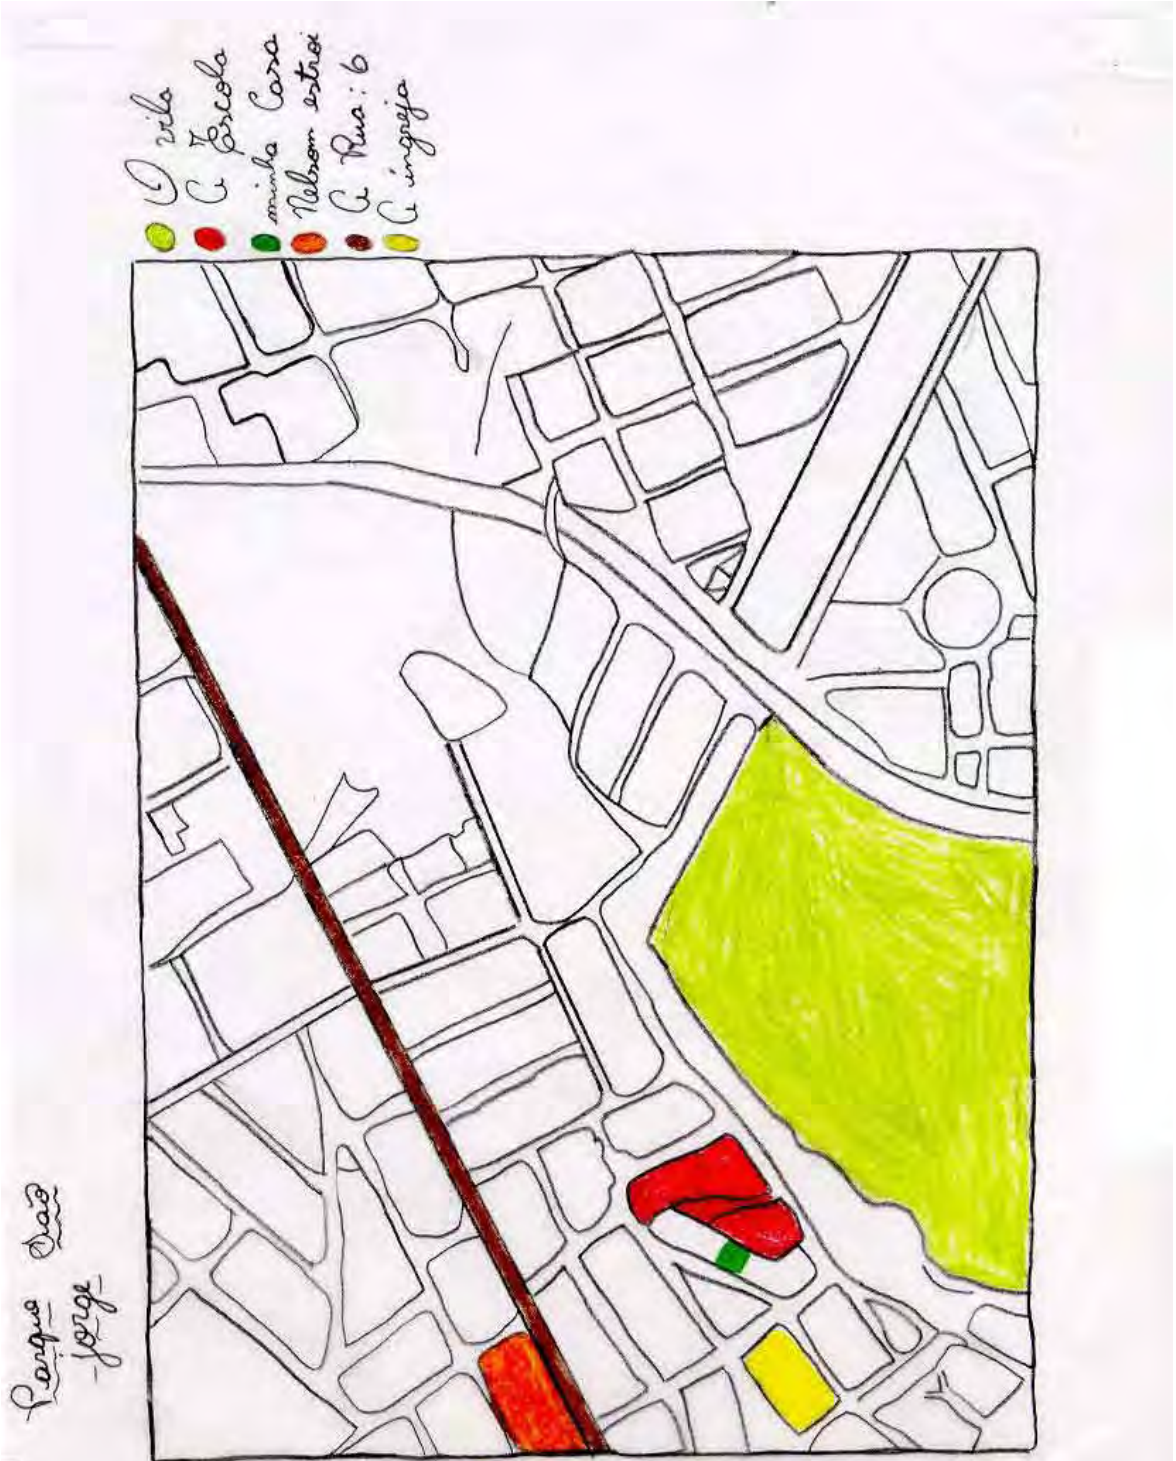 Parque São
Jorge
O vila
A Escola
minha Casa
Nelsom estroi
A Rua: 6
A ingreja